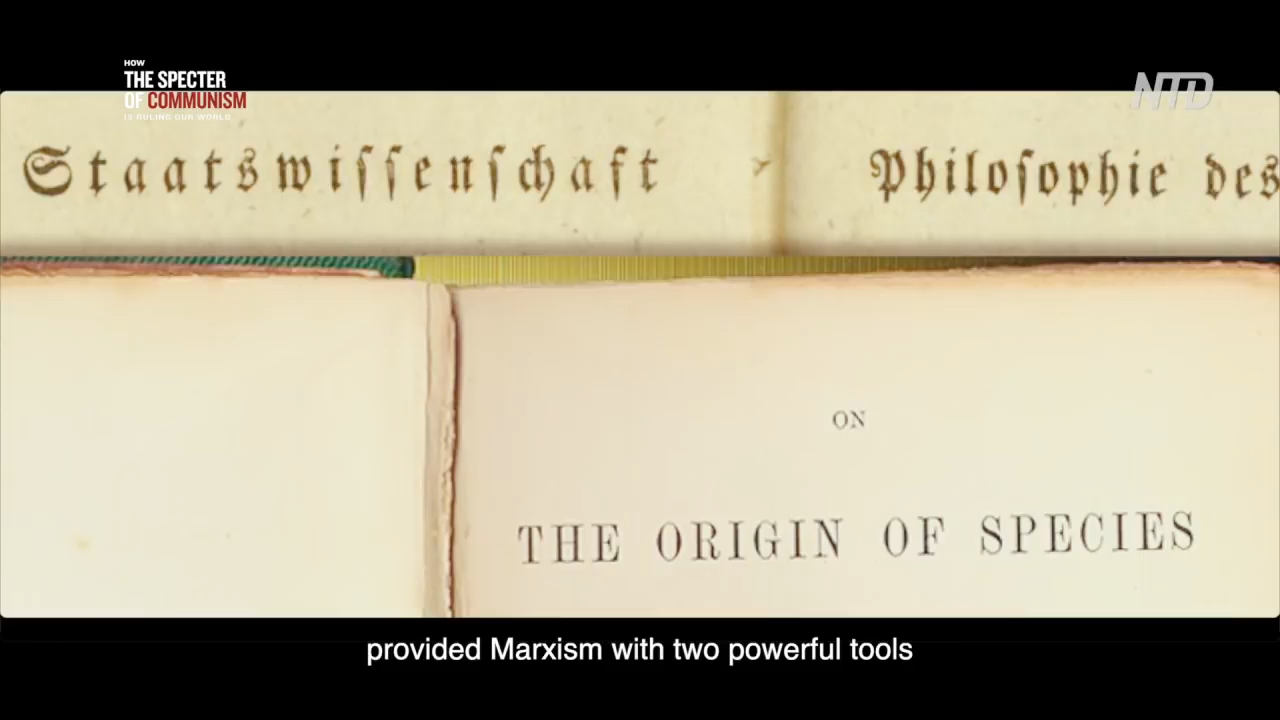 HOW
THE SPECTER
OF COMMUNISM
IS RULING OUR WORLD
NTD
Staatswiſſenſchaft
Philoſophie des
ON
THE ORIGIN OF SPECIES
provided Marxism with two powerful tools